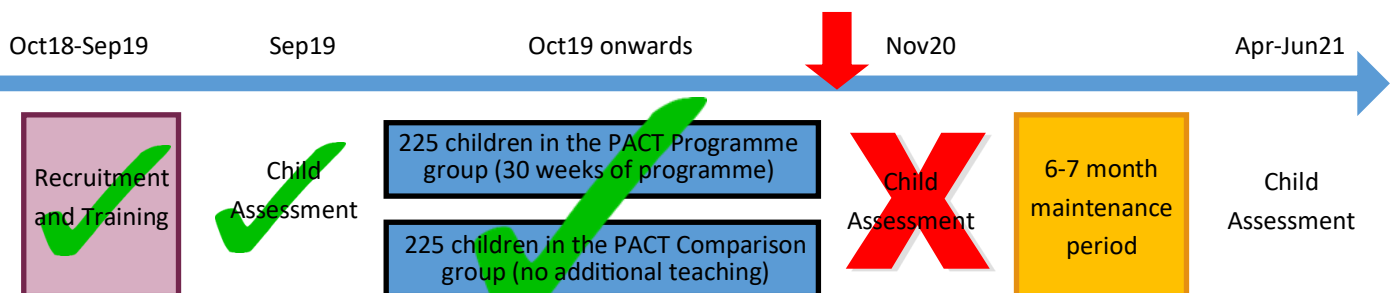 Oct18-Sep19
Sep19
Oct19 onwards
Nov20
Apr-Jun21
Recruitment
and Training
Child
Assessment
225 children in the PACT Programme
group (30 weeks of programme)
225 children in the PACT Comparison
group (no additional teaching)
Child
Assessment
6-7 month
maintenance
period
Child
Assessment